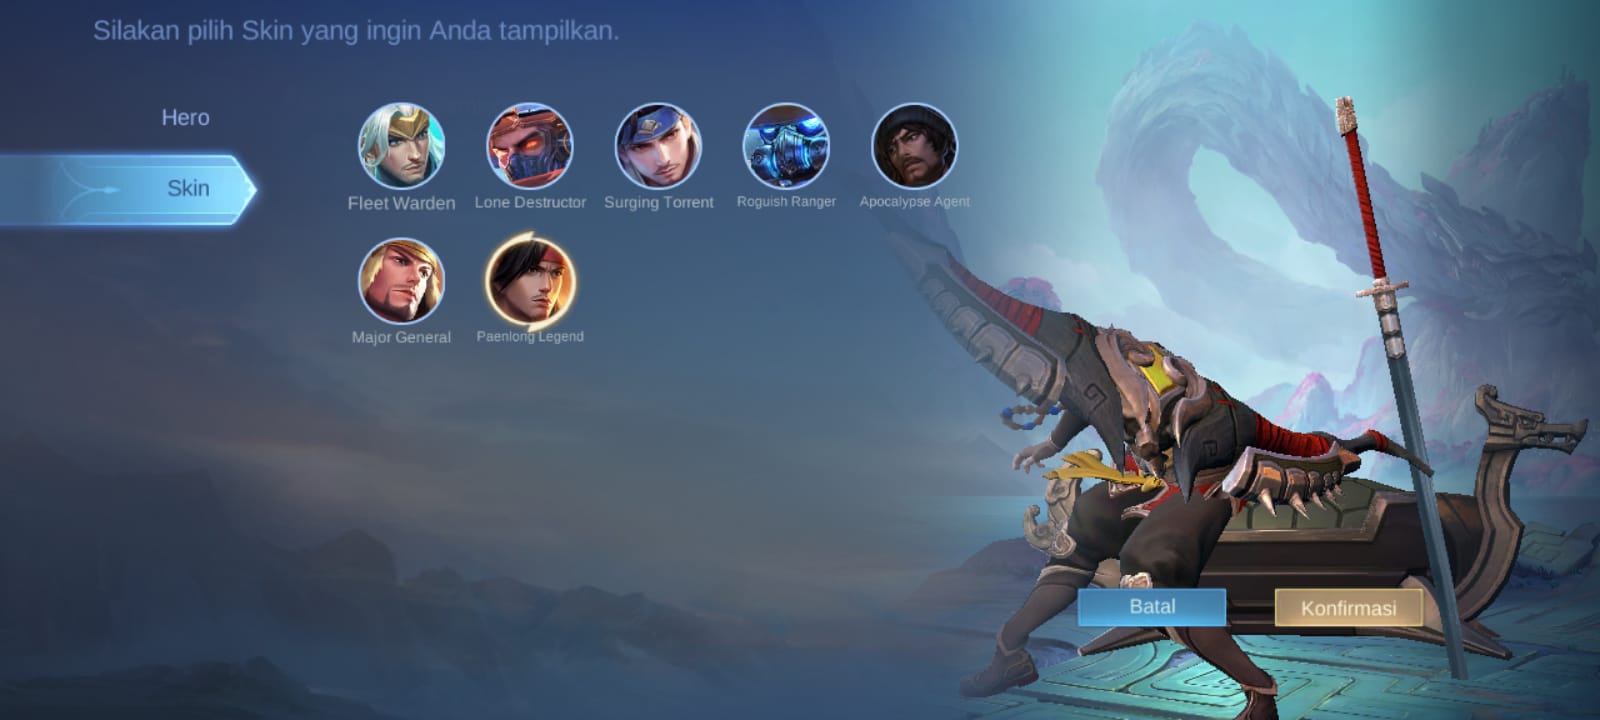 Silakan pilih Skin yang ingin Anda tampilkan.
Hero
Skin
Fleet Warden
Lone Destructor
Surging Torrent
Roguish Ranger
Apocalypse Agent
Major General
Paenlong Legend
Batal
Konfirmasi